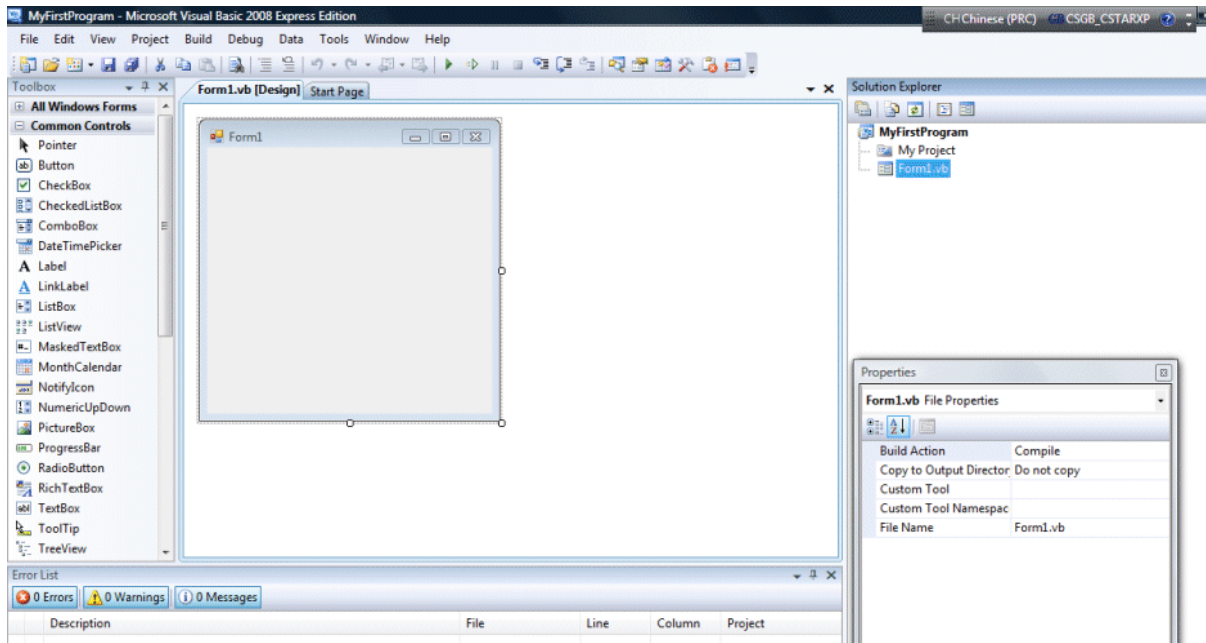 MyFirstProgram - Microsoft Visual Basic 2008 Express Edition
CH Chinese (PRC) CSGB_CSTARXP
File Edit View Project Build Debug Data Tools Window Help
Toolbox
Form1.vb [Design] Start Page
Solution Explorer
All Windows Forms
Common Controls
Pointer
Button
CheckBox
CheckedListBox
ComboBox
DateTimePicker
Label
LinkLabel
ListBox
ListView
MaskedTextBox
MonthCalendar
NotifyIcon
NumericUpDown
PictureBox
ProgressBar
RadioButton
RichTextBox
TextBox
ToolTip
TreeView
Form1
MyFirstProgram
My Project
Form1.vb
Properties
Form1.vb File Properties
Build Action Compile
Copy to Output Director Do not copy
Custom Tool
Custom Tool Namespac
File Name Form1.vb
Error List
0 Errors 0 Warnings 0 Messages
Description File Line Column Project